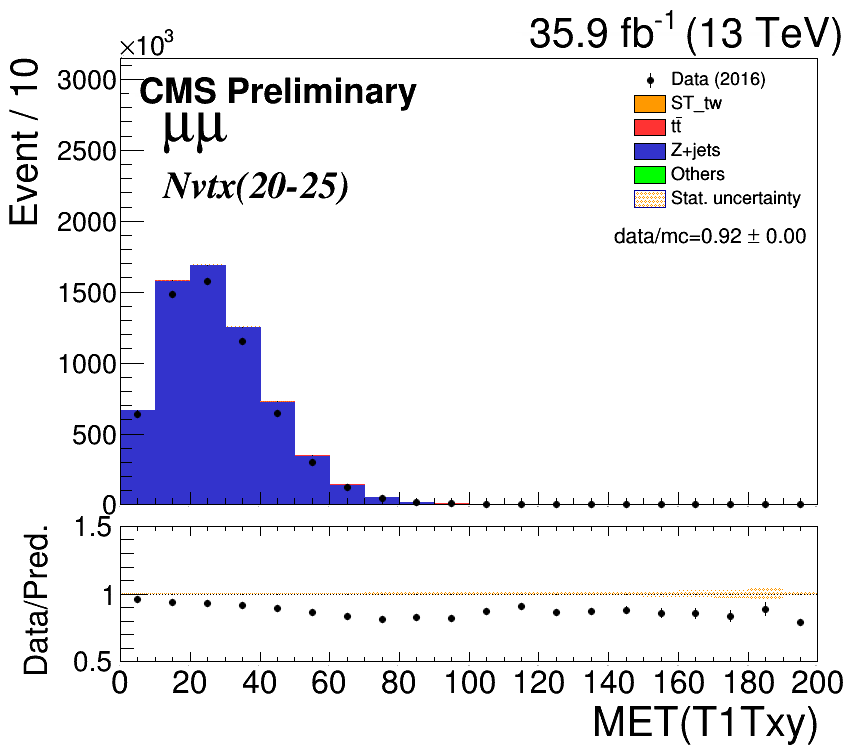 35.9 fb⁻¹ (13 TeV)
×10³
Event / 10
3000
2500
2000
1500
1000
500
0
CMS Preliminary
μμ
Nvtx(20-25)
Data (2016)
ST_tw
tt̄
Z+jets
Others
Stat. uncertainty
data/mc=0.92 ± 0.00
Data/Pred.
1.5
1
0.5
0 20 40 60 80 100 120 140 160 180 200
MET(T1Txy)